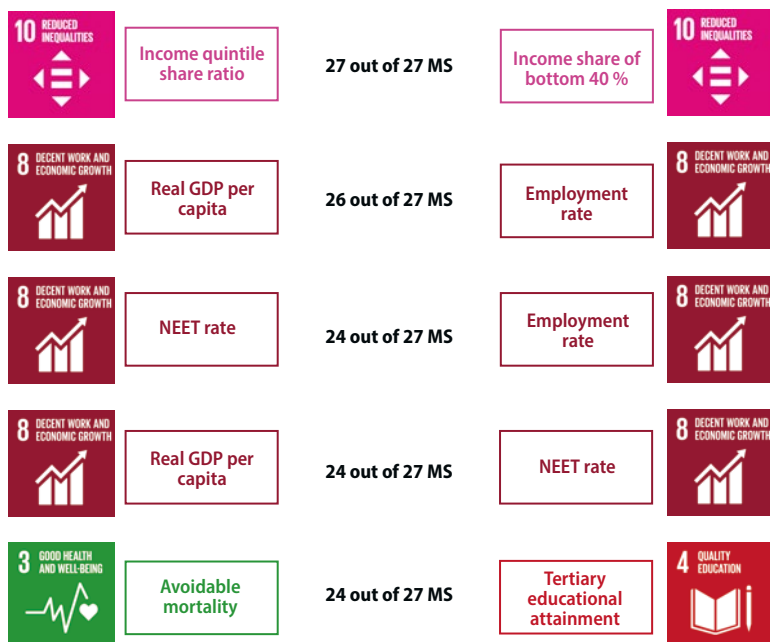 10 REDUCED
INEQUALITIES
Income quintile
share ratio
27 out of 27 MS
Income share of
bottom 40 %
10 REDUCED
INEQUALITIES
8 DECENT WORK AND
ECONOMIC GROWTH
Real GDP per
capita
26 out of 27 MS
Employment
rate
8 DECENT WORK AND
ECONOMIC GROWTH
8 DECENT WORK AND
ECONOMIC GROWTH
NEET rate
24 out of 27 MS
Employment
rate
8 DECENT WORK AND
ECONOMIC GROWTH
8 DECENT WORK AND
ECONOMIC GROWTH
Real GDP per
capita
24 out of 27 MS
NEET rate
8 DECENT WORK AND
ECONOMIC GROWTH
3 GOOD HEALTH
AND WELL-BEING
Avoidable
mortality
24 out of 27 MS
Tertiary
educational
attainment
4 QUALITY
EDUCATION